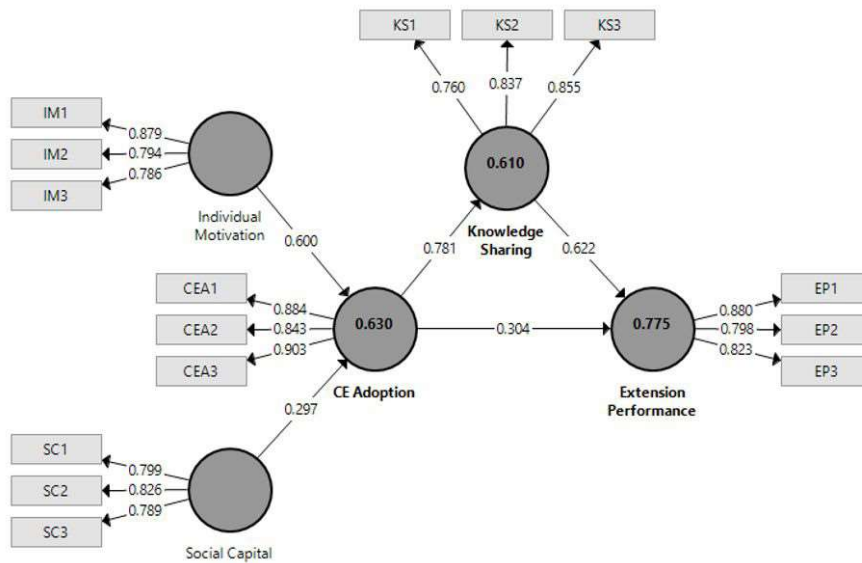 KS1
KS2
KS3
0.760
0.837
0.855
IM1
IM2
IM3
0.879
0.794
0.786
Individual
Motivation
0.610
Knowledge
Sharing
0.600
0.781
0.622
CEA1
CEA2
CEA3
0.884
0.843
0.903
0.630
CE Adoption
0.304
0.775
Extension
Performance
0.880
0.798
0.823
EP1
EP2
EP3
0.297
SC1
SC2
SC3
0.799
0.826
0.789
Social Capital